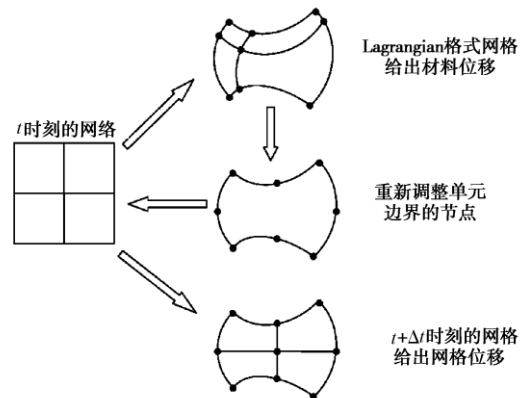 Lagrangian格式网格
给出材料位移
t时刻的网络
重新调整单元
边界的节点
t+Δt时刻的网格
给出网格位移